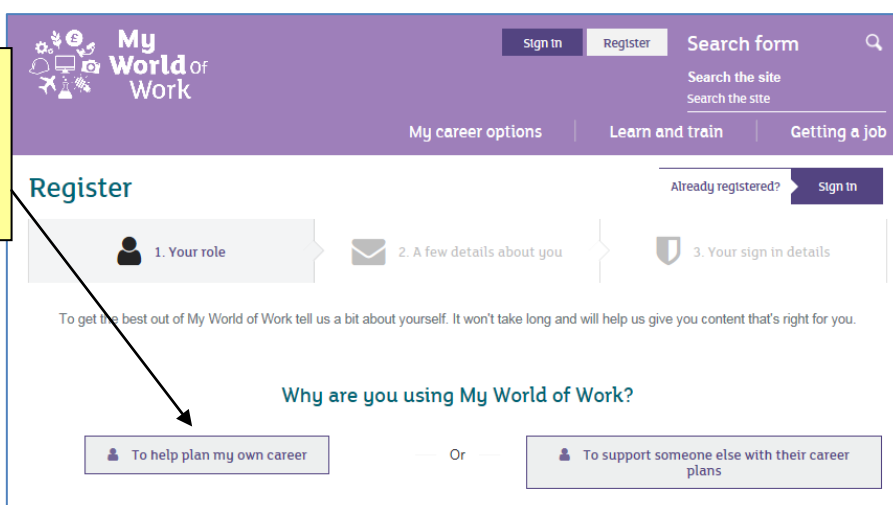 My
World Of
Work
Sign in
Register
Search form
Search the site
Search the site
My career options
Learn and train
Getting a job
Register
Already registered?
Sign in
1. Your role
2. A few details about you
3. Your sign in details
To get the best out of My World of Work tell us a bit about yourself. It won't take long and will help us give you content that's right for you.
Why are you using My World of Work?
To help plan my own career
Or
To support someone else with their career
plans